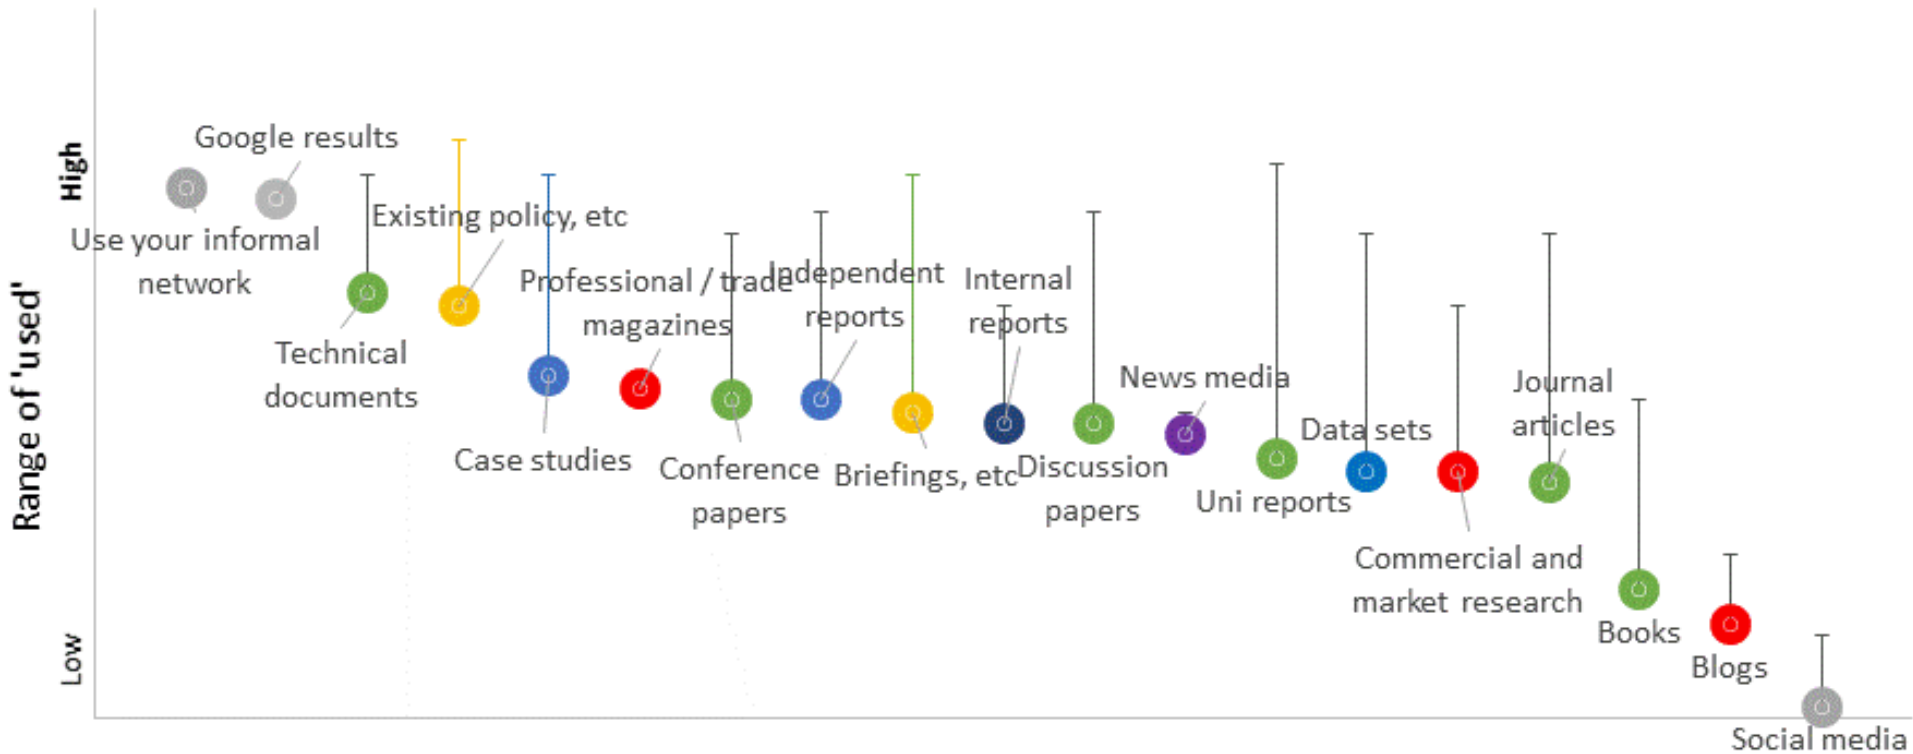 High
Range of 'used'
Low
Google results
Use your informal
network
Technical
documents
Existing policy, etc
Case studies
Professional / trade
magazines
Conference
papers
Independent
reports
Briefings, etc
Internal
reports
Discussion
papers
News media
Uni reports
Data sets
Commercial and
market research
Journal
articles
Books
Blogs
Social media